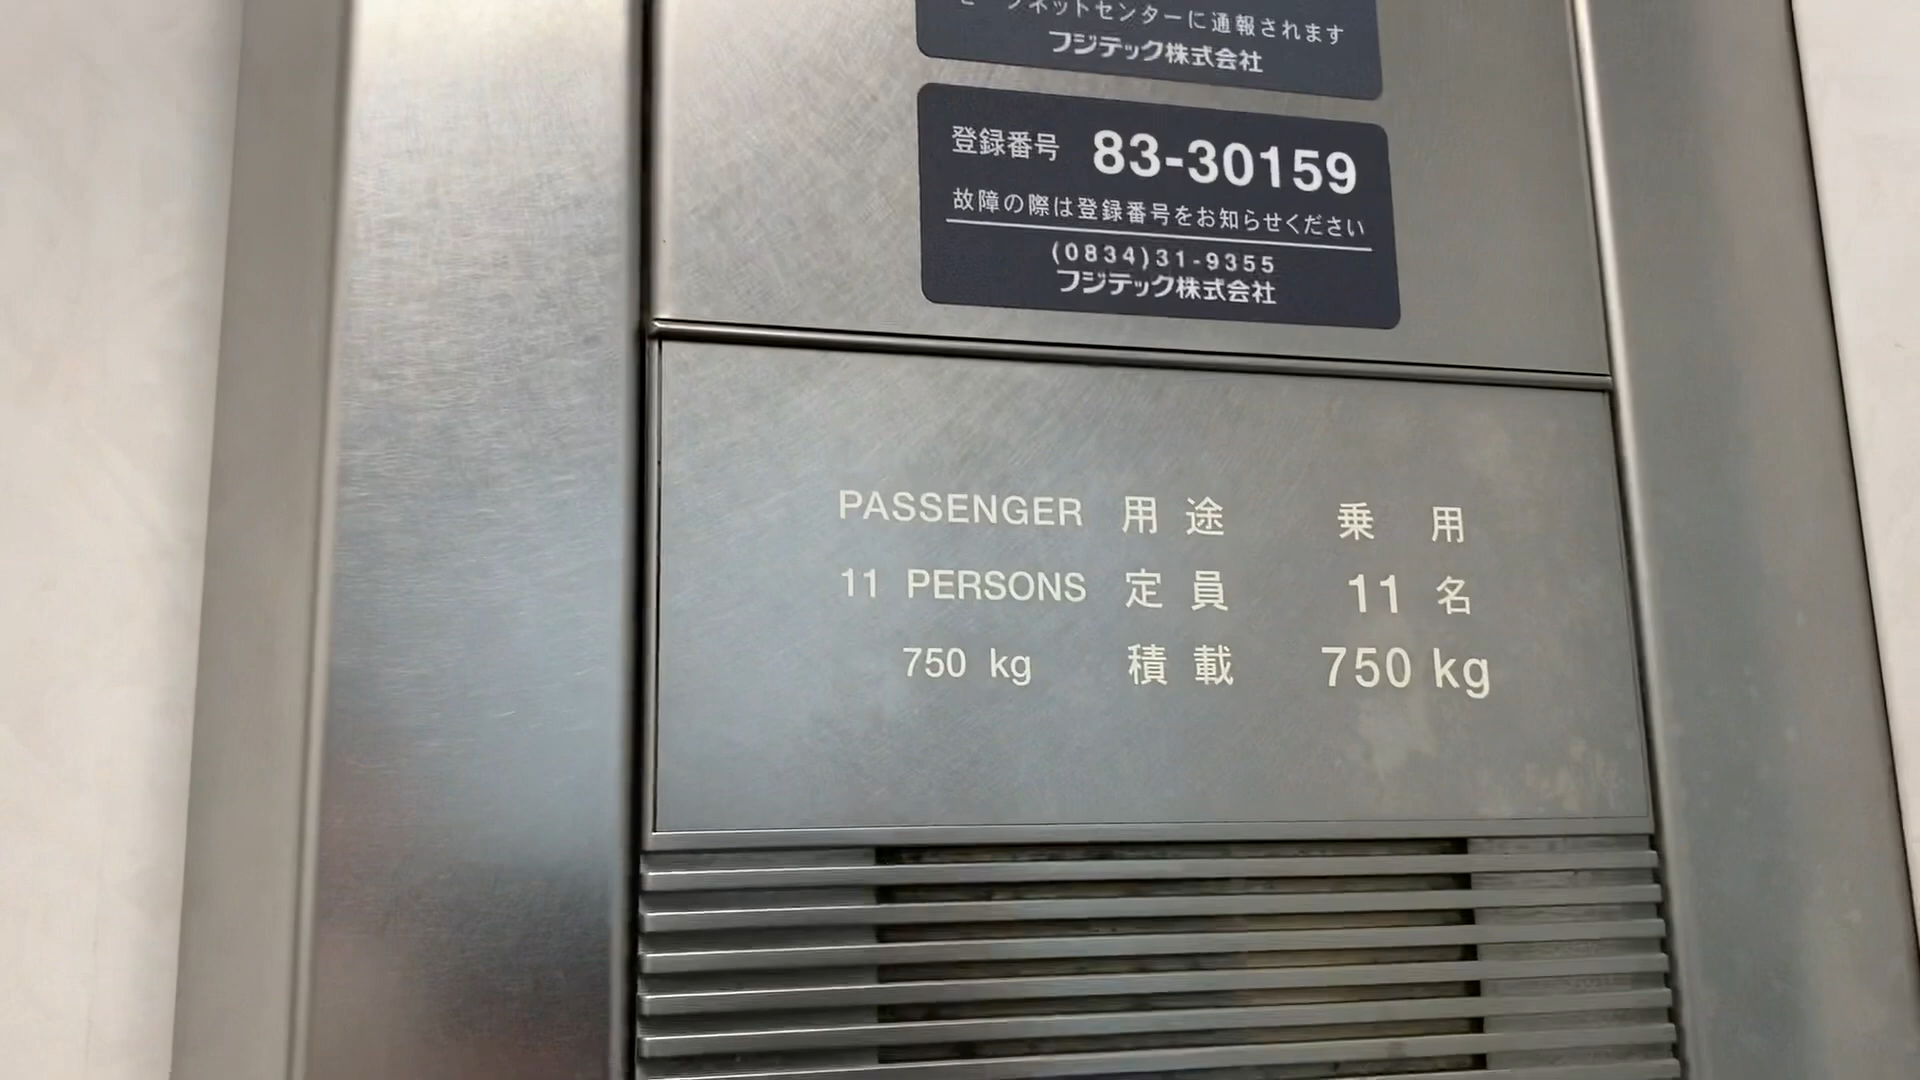 ネットセンターに通報されます
フジテック株式会社
登録番号 83-30159
故障の際は登録番号をお知らせください
(0834)31-9355
フジテック株式会社
PASSENGER 用途 乗用
11 PERSONS 定員 11名
750 kg 積載 750 kg